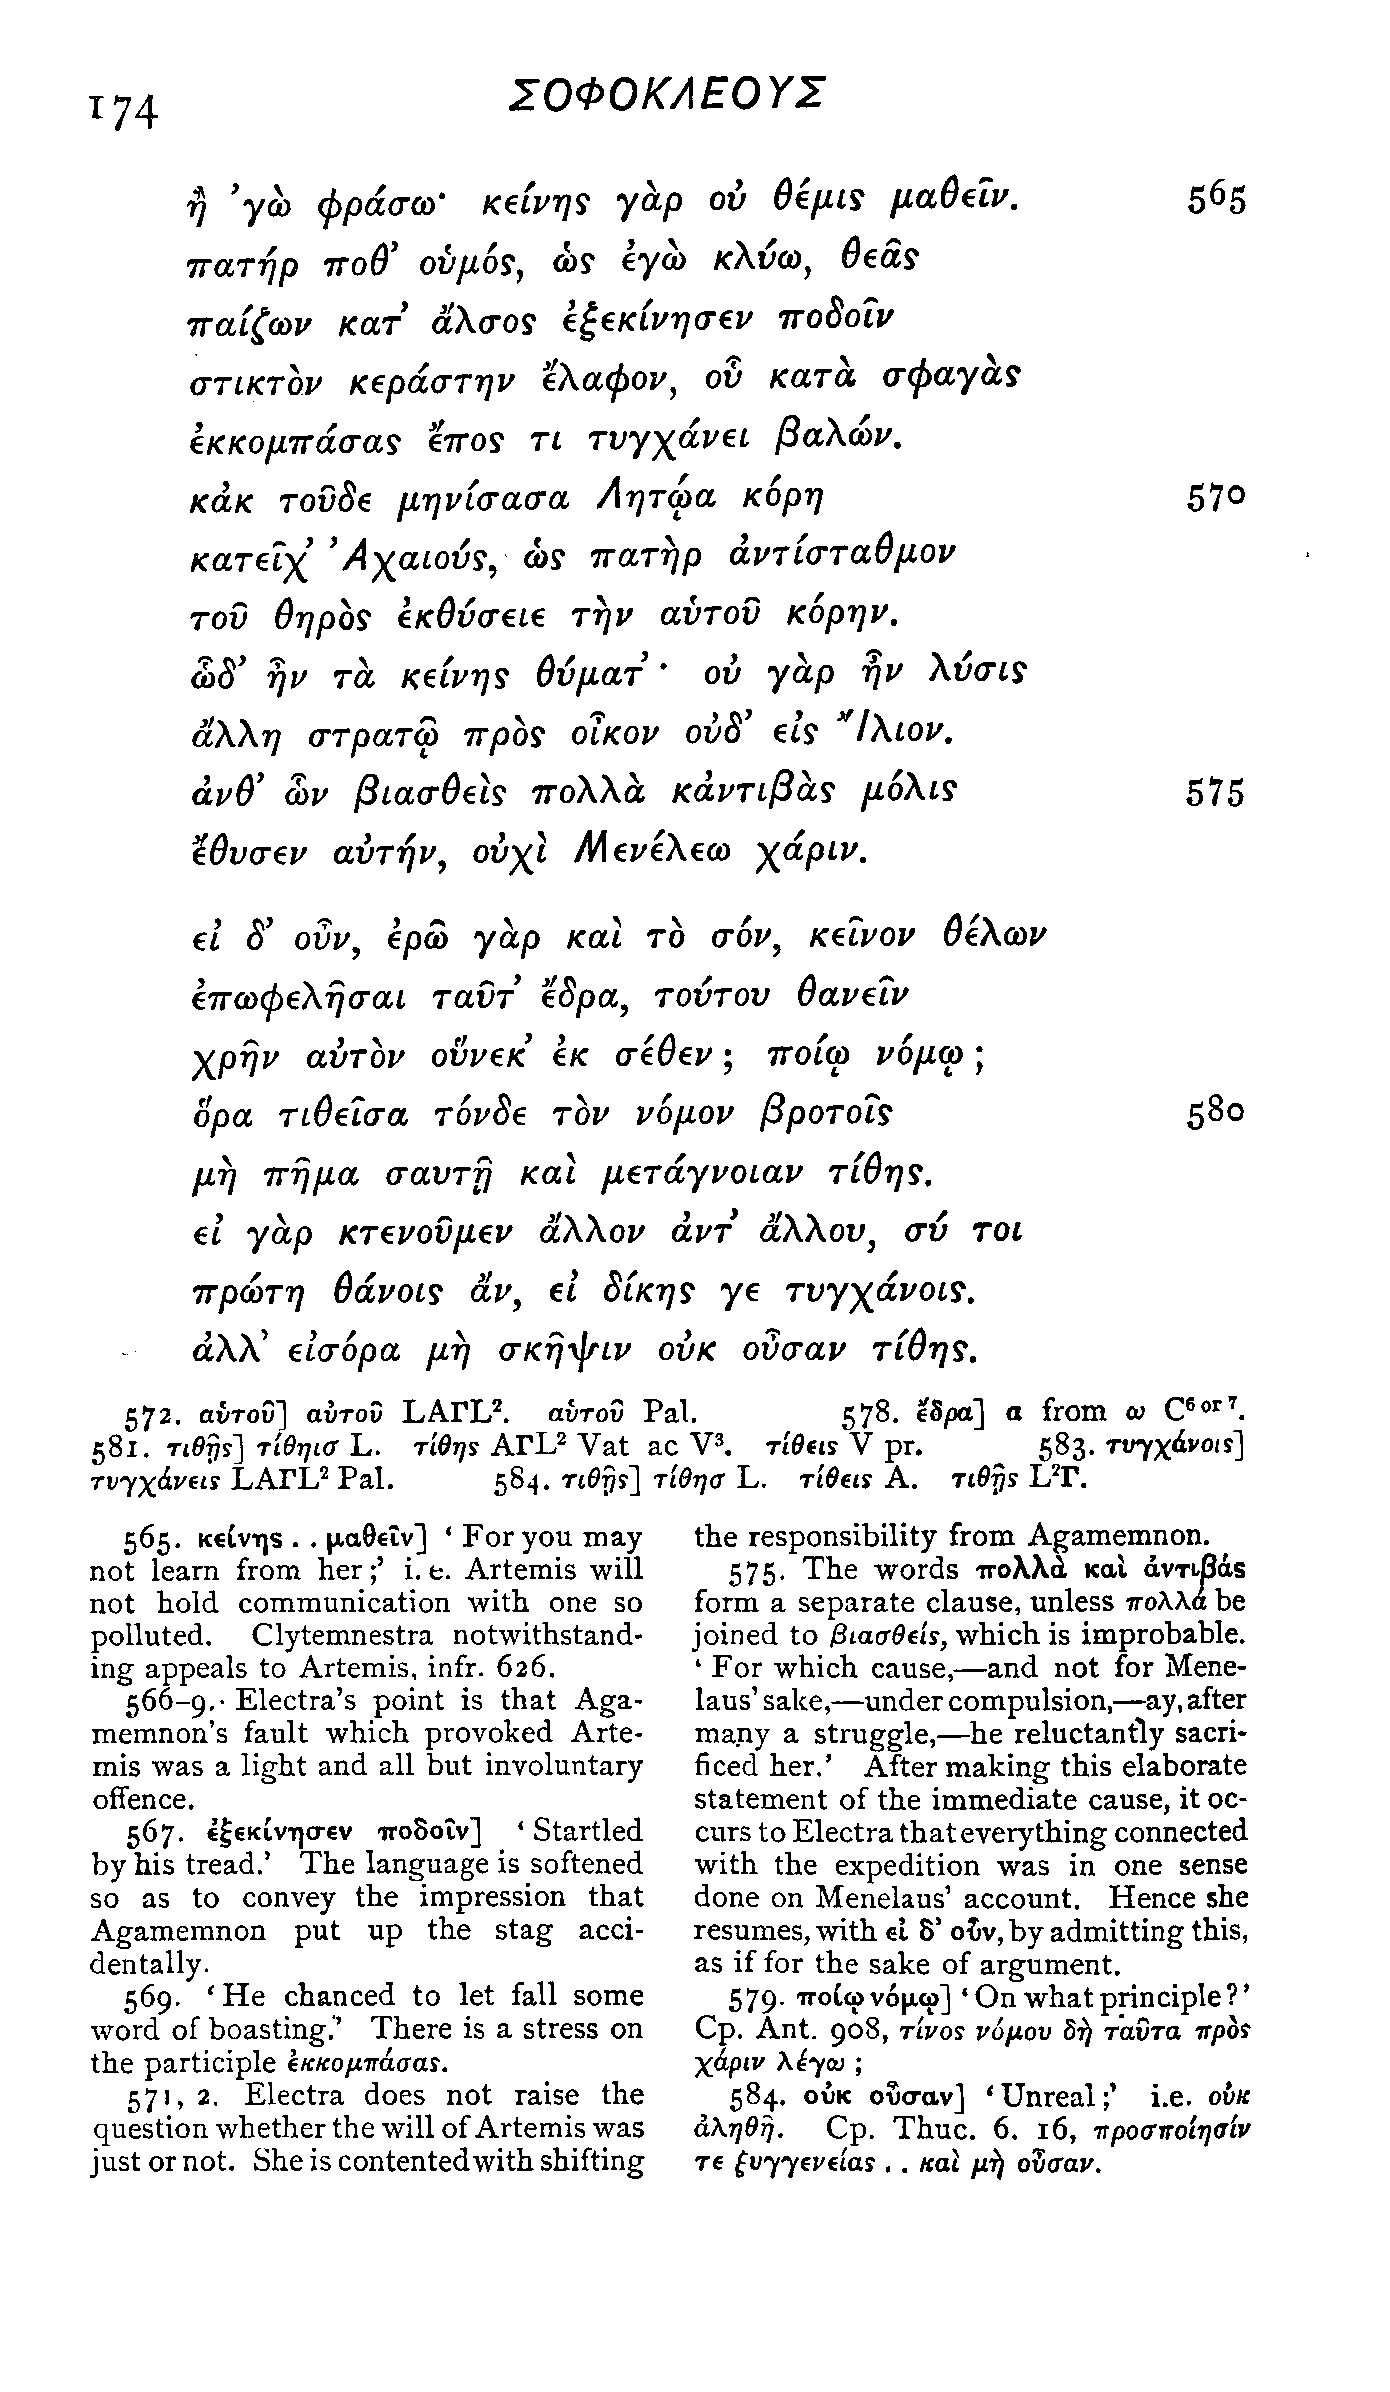 174 ΣΟΦΟΚΛΕΟΥΣ
ἢ ’γὼ φράσω· κείνης γὰρ οὐ θέμις μαθεῖν. 565
πατήρ ποθ’ οὑμός, ὡς ἐγὼ κλύω, θεᾶς
παίζων κατ’ ἄλσος ἐξεκίνησεν ποδοῖν
στικτὸν κεράστην ἔλαφον, οὗ κατὰ σφαγὰς
ἐκκομπάσας ἔπος τι τυγχάνει βαλών.
κἀκ τοῦδε μηνίσασα Λητῴα κόρη 570
κατεῖχ’ Ἀχαιούς, ὡς πατὴρ ἀντίσταθμον
τοῦ θηρὸς ἐκθύσειε τὴν αὑτοῦ κόρην.
ὧδ’ ἦν τὰ κείνης θύματ’· οὐ γὰρ ἦν λύσις
ἄλλη στρατῷ πρὸς οἶκον οὐδ’ εἰς Ἴλιον.
ἀνθ’ ὧν βιασθεὶς πολλὰ κἀντιβὰς μόλις 575
ἔθυσεν αὐτήν, οὐχὶ Μενέλεω χάριν.
εἰ δ’ οὖν, ἐρῶ γὰρ καὶ τὸ σόν, κεῖνον θέλων
ἐπωφελῆσαι ταῦτ’ ἔδρα, τούτου θανεῖν
χρῆν αὐτὸν οὕνεκ’ ἐκ σέθεν; ποίῳ νόμῳ;
ὅρα τιθεῖσα τόνδε τὸν νόμον βροτοῖς 580
μὴ πῆμα σαυτῇ καὶ μετάγνοιαν τίθης.
εἰ γὰρ κτενοῦμεν ἄλλον ἀντ’ ἄλλου, σύ τοι
πρώτη θάνοις ἄν, εἰ δίκης γε τυγχάνοις.
ἀλλ’ εἰσόρα μὴ σκῆψιν οὐκ οὖσαν τίθης.
572. αὑτοῦ] αὐτοῦ LAΓL². αὑτοῦ Pal. 578. ἔδρα] α from ω C⁶ ᵒʳ ⁷.
581. τιθῇς] τίθηισ L. τίθης AΓL² Vat ac V³. τίθεις V pr. 583. τυγχάνοις]
τυγχάνεις LAΓL² Pal. 584. τιθῇς] τίθησ L. τίθεις A. τιθῇς L²Γ.
565. κείνης . . μαθεῖν] ‘For you may
not learn from her;’ i.e. Artemis will
not hold communication with one so
polluted. Clytemnestra notwithstand-
ing appeals to Artemis, infr. 626.
566–9. Electra’s point is that Aga-
memnon’s fault which provoked Arte-
mis was a light and all but involuntary
offence.
567. ἐξεκίνησεν ποδοῖν] ‘Startled
by his tread.’ The language is softened
so as to convey the impression that
Agamemnon put up the stag acci-
dentally.
569. ‘He chanced to let fall some
word of boasting.’ There is a stress on
the participle ἐκκομπάσας.
571, 2. Electra does not raise the
question whether the will of Artemis was
just or not. She is contented with shifting
the responsibility from Agamemnon.
575. The words πολλὰ καὶ ἀντιβάς
form a separate clause, unless πολλά be
joined to βιασθείς, which is improbable.
‘For which cause,—and not for Mene-
laus’ sake,—under compulsion,—ay, after
many a struggle,—he reluctantly sacri-
ficed her.’ After making this elaborate
statement of the immediate cause, it oc-
curs to Electra that everything connected
with the expedition was in one sense
done on Menelaus’ account. Hence she
resumes, with εἰ δ’ οὖν, by admitting this,
as if for the sake of argument.
579. ποίῳ νόμῳ] ‘On what principle?’
Cp. Ant. 908, τίνος νόμου δὴ ταῦτα πρὸς
χάριν λέγω;
584. οὐκ οὖσαν] ‘Unreal;’ i.e. οὐκ
ἀληθῆ. Cp. Thuc. 6. 16, προσποίησίν
τε ξυγγενείας . . καὶ μὴ οὖσαν.